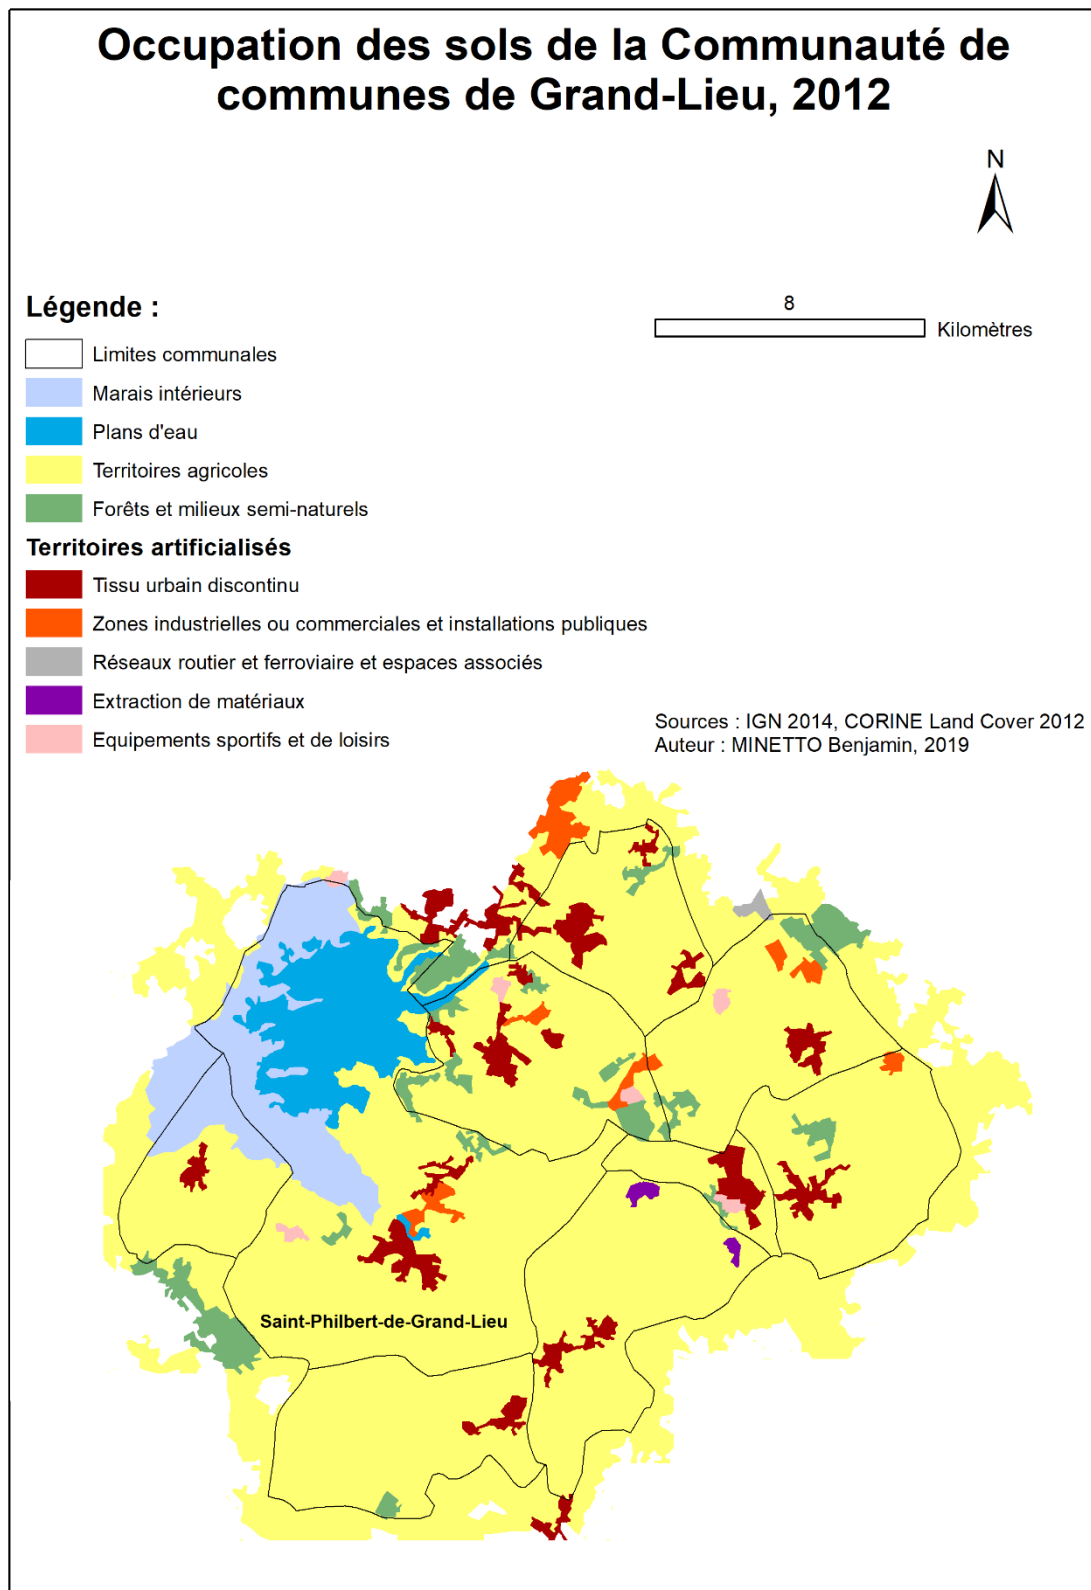 Occupation des sols de la Communauté de
communes de Grand-Lieu, 2012
N
Légende :
8
Kilomètres
Limites communales
Marais intérieurs
Plans d'eau
Territoires agricoles
Forêts et milieux semi-naturels
Territoires artificialisés
Tissu urbain discontinu
Zones industrielles ou commerciales et installations publiques
Réseaux routier et ferroviaire et espaces associés
Extraction de matériaux
Equipements sportifs et de loisirs
Sources : IGN 2014, CORINE Land Cover 2012
Auteur : MINETTO Benjamin, 2019
Saint-Philbert-de-Grand-Lieu